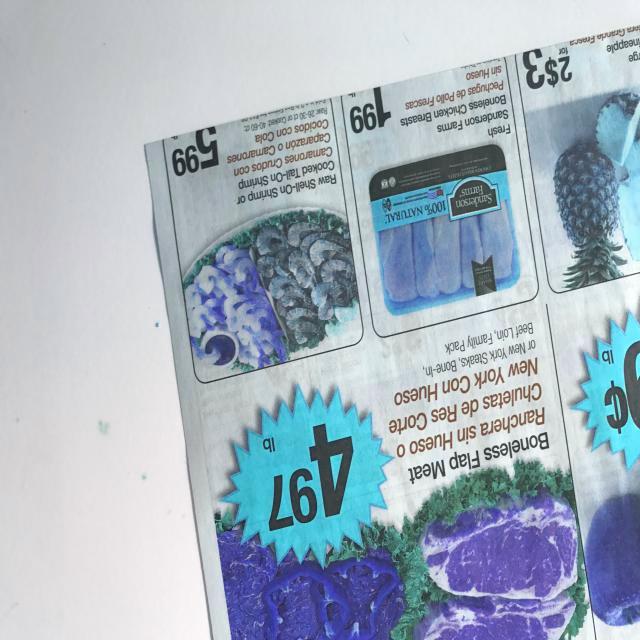 Boneless Flap Meat
Ranchera sin Hueso o
Chuletas de Res Corte
New York Con Hueso
or New York Steaks, Bone-in,
Beef Loin, Family Pack
497
lb
9¢
lb
2$3
for
Sanderson
Farms
100% NATURAL
Fresh
Sanderson Farms
Boneless Chicken Breasts
Pechugas de Pollo Frescas
sin Hueso
199
Raw Shell-On Shrimp or
Cooked Tail-On Shrimp
Camarones Crudos con
Caparazón Camarones
Cocidos con Cola
599